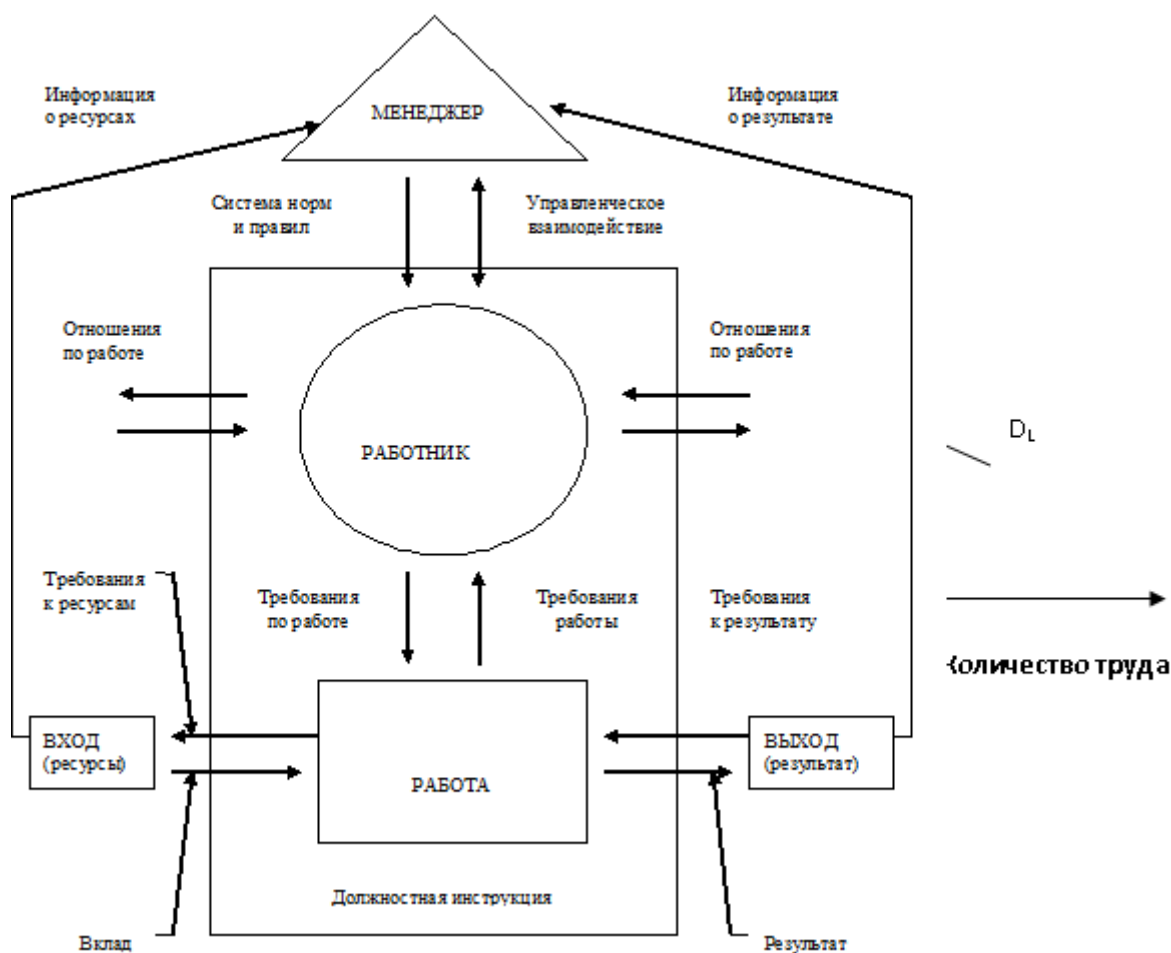 Информация
о ресурсах
Информация
о результате
МЕНЕДЖЕР
Система норм
и правил
Управленческое
взаимодействие
Отношения
по работе
Отношения
по работе
РАБОТНИК
D_L
Требования
к ресурсам
Требования
по работе
Требования
работы
Требования
к результату
Количество труда
ВХОД
(ресурсы)
РАБОТА
ВЫХОД
(результат)
Должностная инструкция
Вклад
Результат